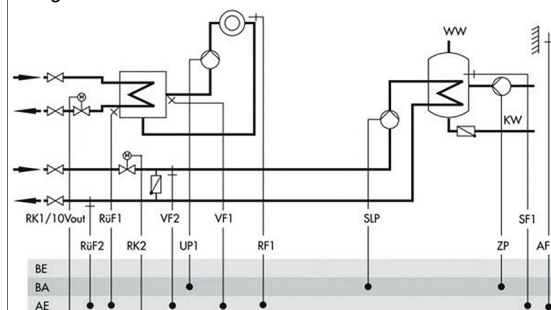 WW
M
KW
M
RK1/10Vout RüF1 VF2 VF1 SLP SF1
RüF2 RK2 UP1 RF1 ZP AF
BE
BA
AE